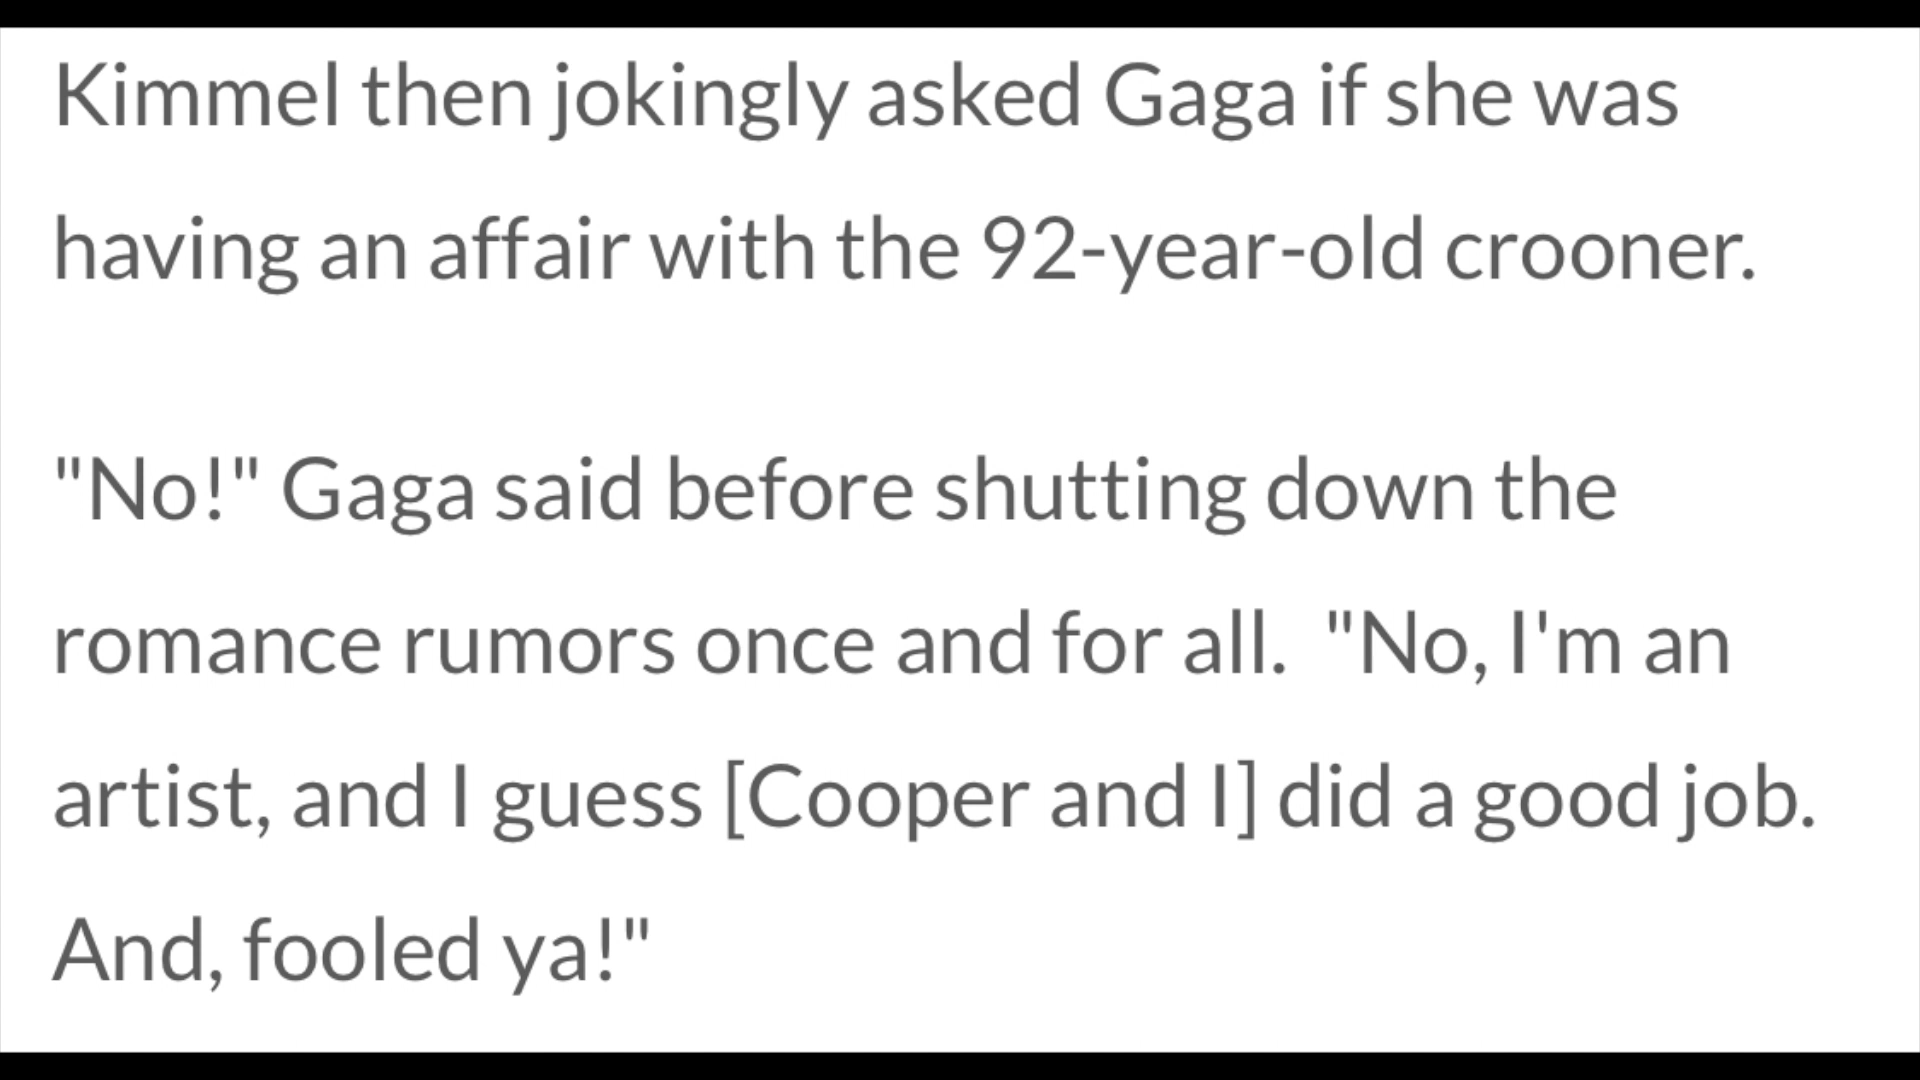 Kimmel then jokingly asked Gaga if she was
having an affair with the 92-year-old crooner.
"No!" Gaga said before shutting down the
romance rumors once and for all.  "No, I'm an
artist, and I guess [Cooper and I] did a good job.
And, fooled ya!"